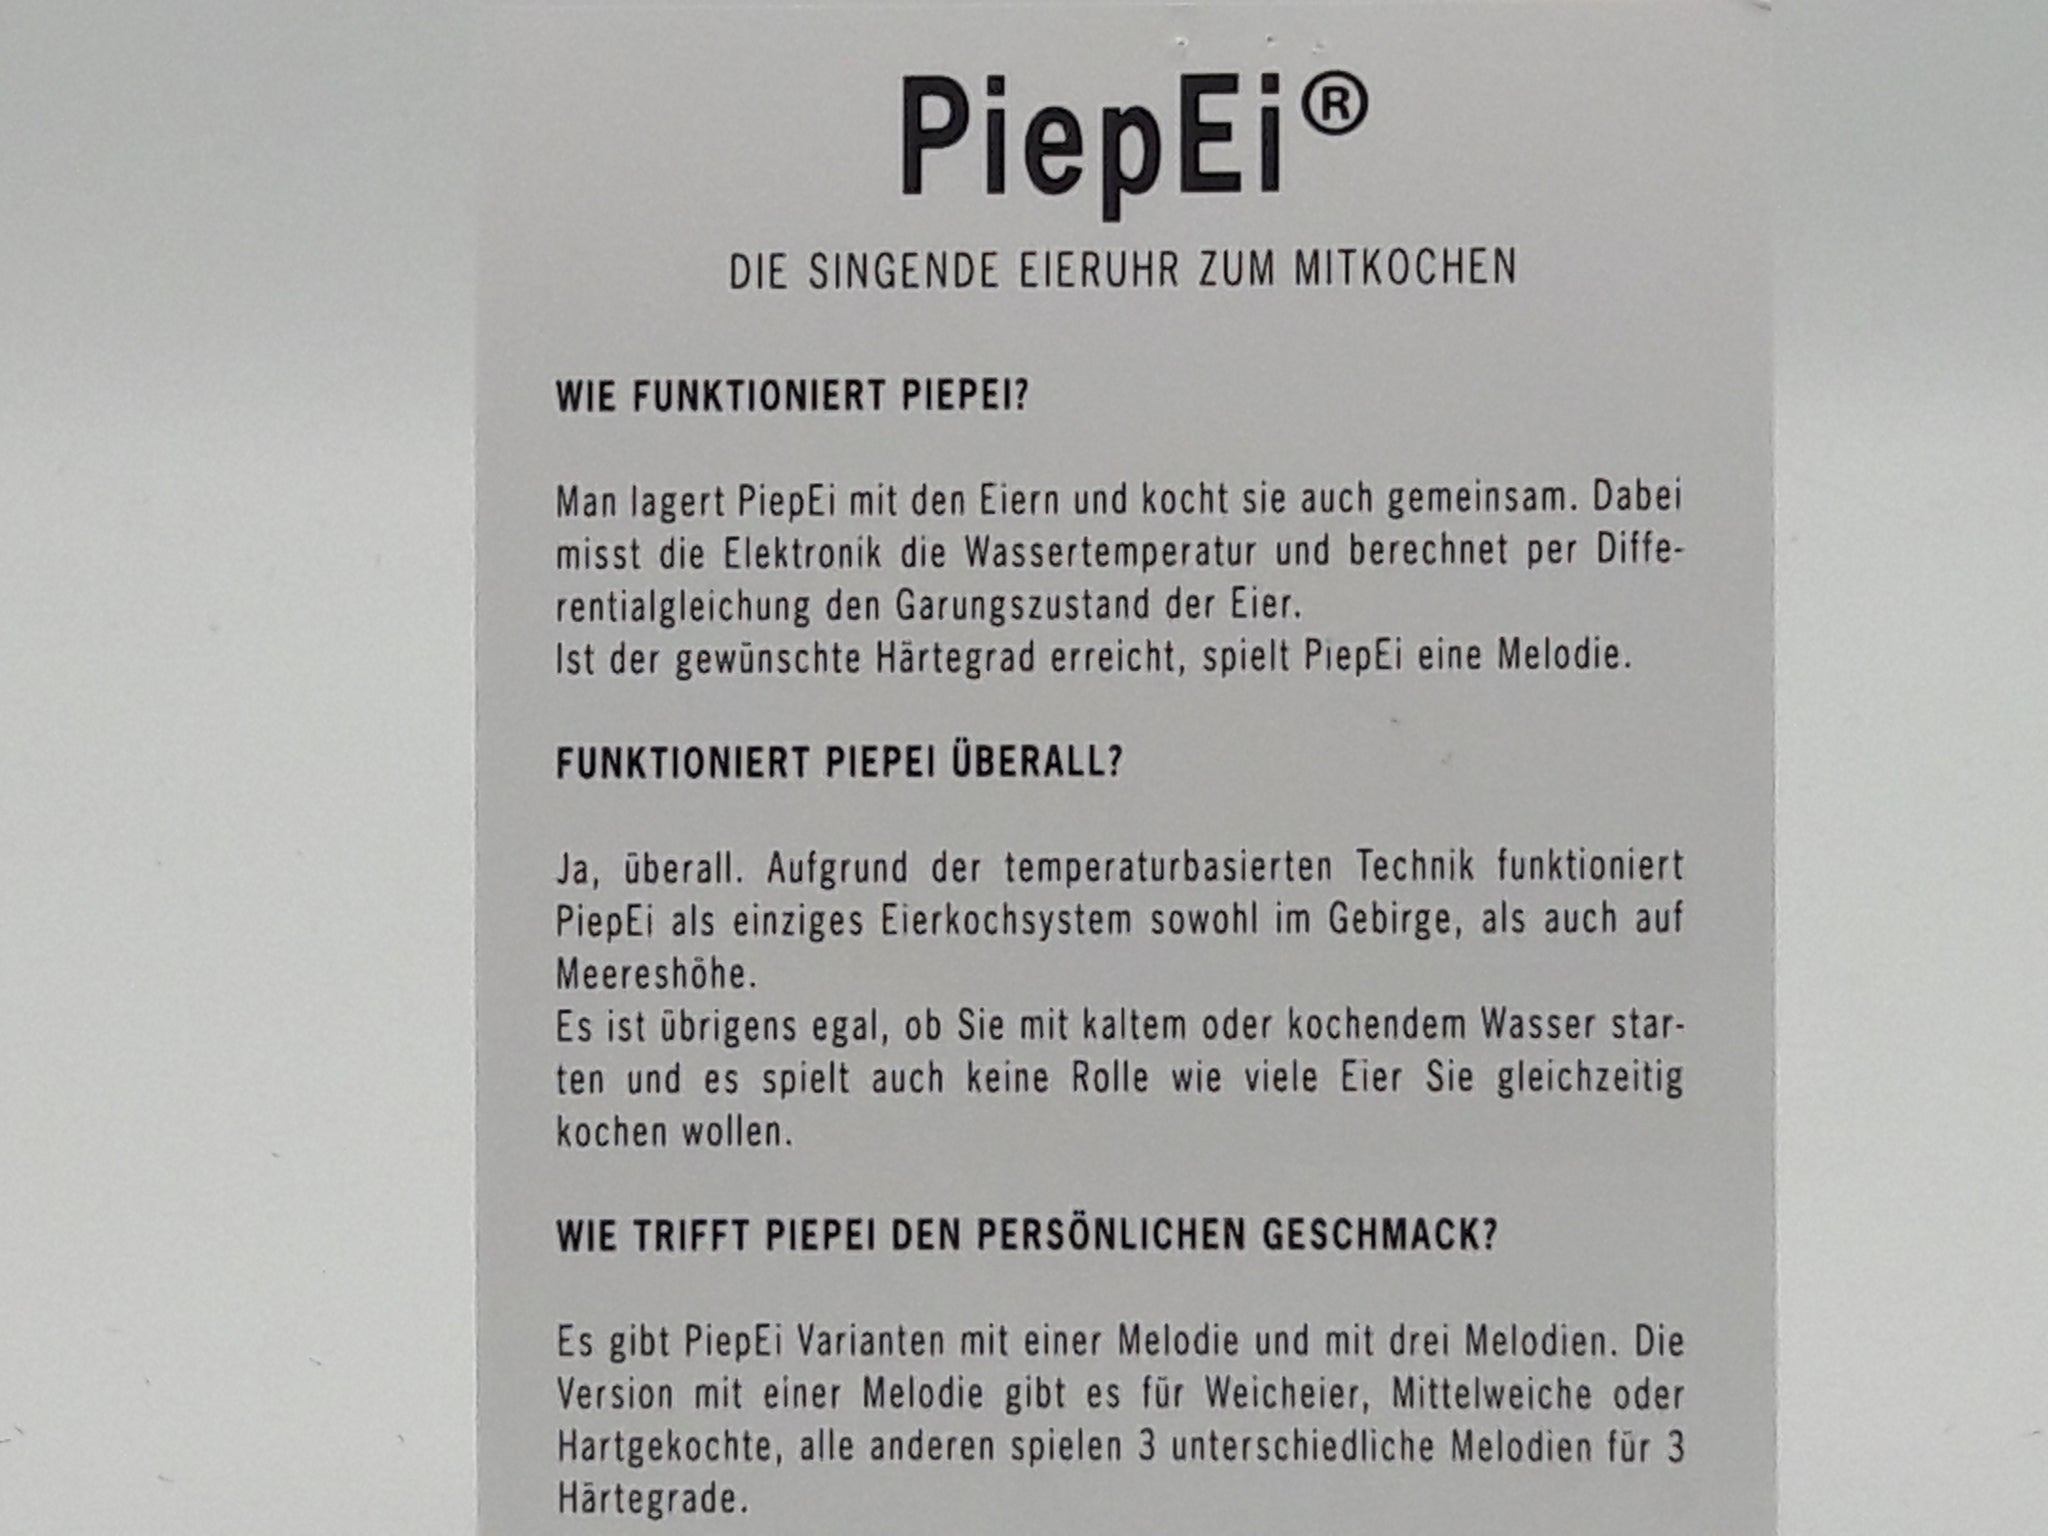 PiepEi®
DIE SINGENDE EIERUHR ZUM MITKOCHEN
WIE FUNKTIONIERT PIEPEI?
Man lagert PiepEi mit den Eiern und kocht sie auch gemeinsam. Dabei
misst die Elektronik die Wassertemperatur und berechnet per Diffe-
rentialgleichung den Garungszustand der Eier.
Ist der gewünschte Härtegrad erreicht, spielt PiepEi eine Melodie.
FUNKTIONIERT PIEPEI ÜBERALL?
Ja, überall. Aufgrund der temperaturbasierten Technik funktioniert
PiepEi als einziges Eierkochsystem sowohl im Gebirge, als auch auf
Meereshöhe.
Es ist übrigens egal, ob Sie mit kaltem oder kochendem Wasser star-
ten und es spielt auch keine Rolle wie viele Eier Sie gleichzeitig
kochen wollen.
WIE TRIFFT PIEPEI DEN PERSÖNLICHEN GESCHMACK?
Es gibt PiepEi Varianten mit einer Melodie und mit drei Melodien. Die
Version mit einer Melodie gibt es für Weicheier, Mittelweiche oder
Hartgekochte, alle anderen spielen 3 unterschiedliche Melodien für 3
Härtegrade.